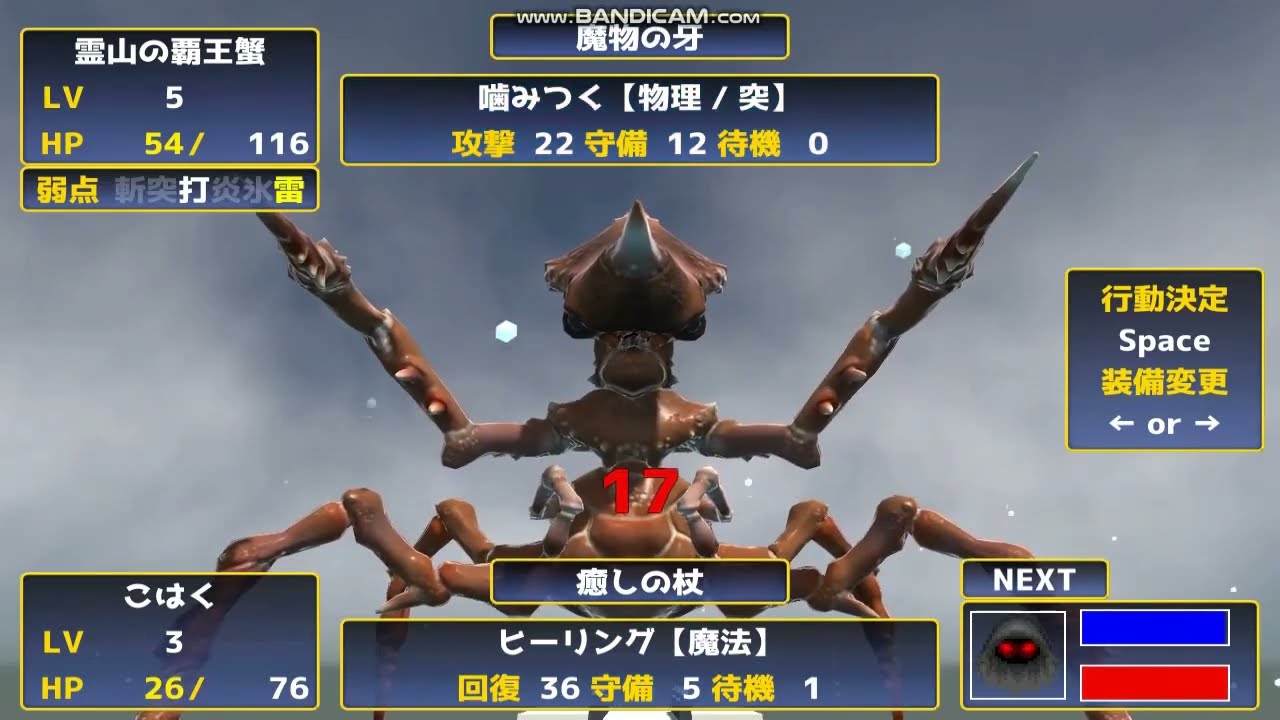 www.BANDICAM.com
霊山の覇王蟹
LV 5
HP 54/ 116
弱点 斬突打炎氷雷
魔物の牙
噛みつく【物理 / 突】
攻撃 22 守備 12 待機 0
行動決定
Space
装備変更
← or →
17
こはく
LV 3
HP 26/ 76
癒しの杖
ヒーリング【魔法】
回復 36 守備 5 待機 1
NEXT